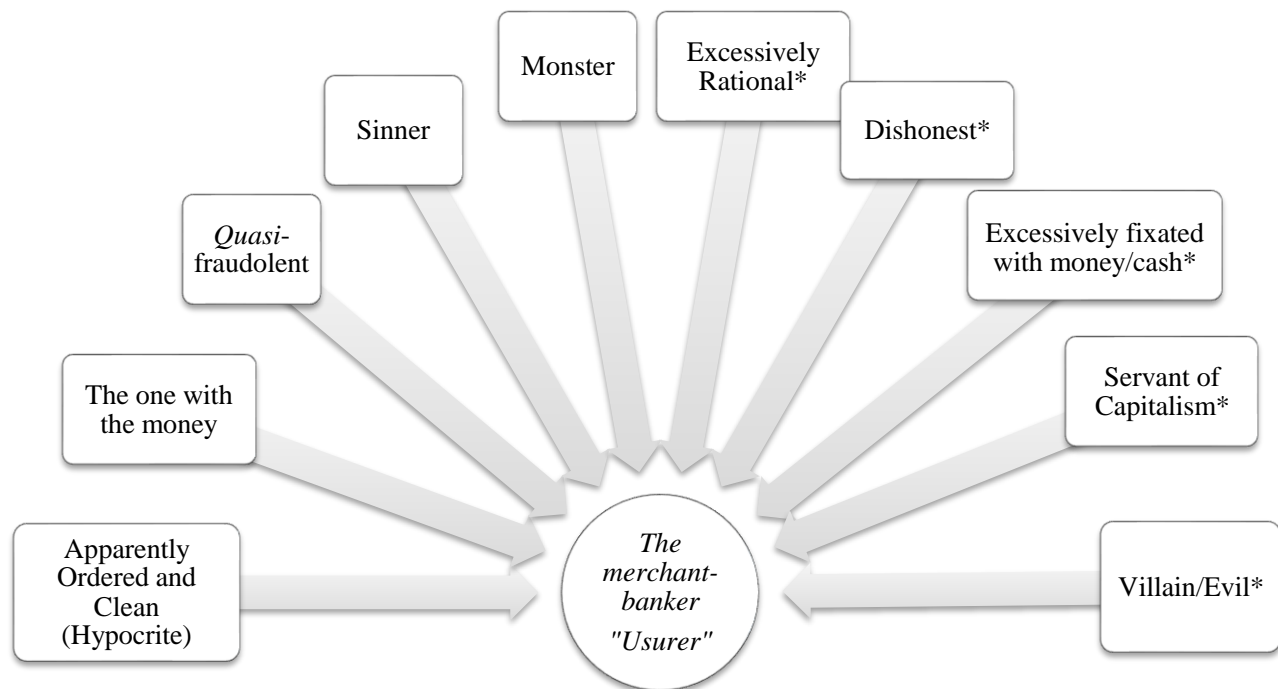 Monster
Excessively
Rational*
Sinner
Dishonest*
Quasi-
fraudolent
Excessively fixated
with money/cash*
The one with
the money
Servant of
Capitalism*
Apparently
Ordered and
Clean
(Hypocrite)
The
merchant-
banker
"Usurer"
Villain/Evil*